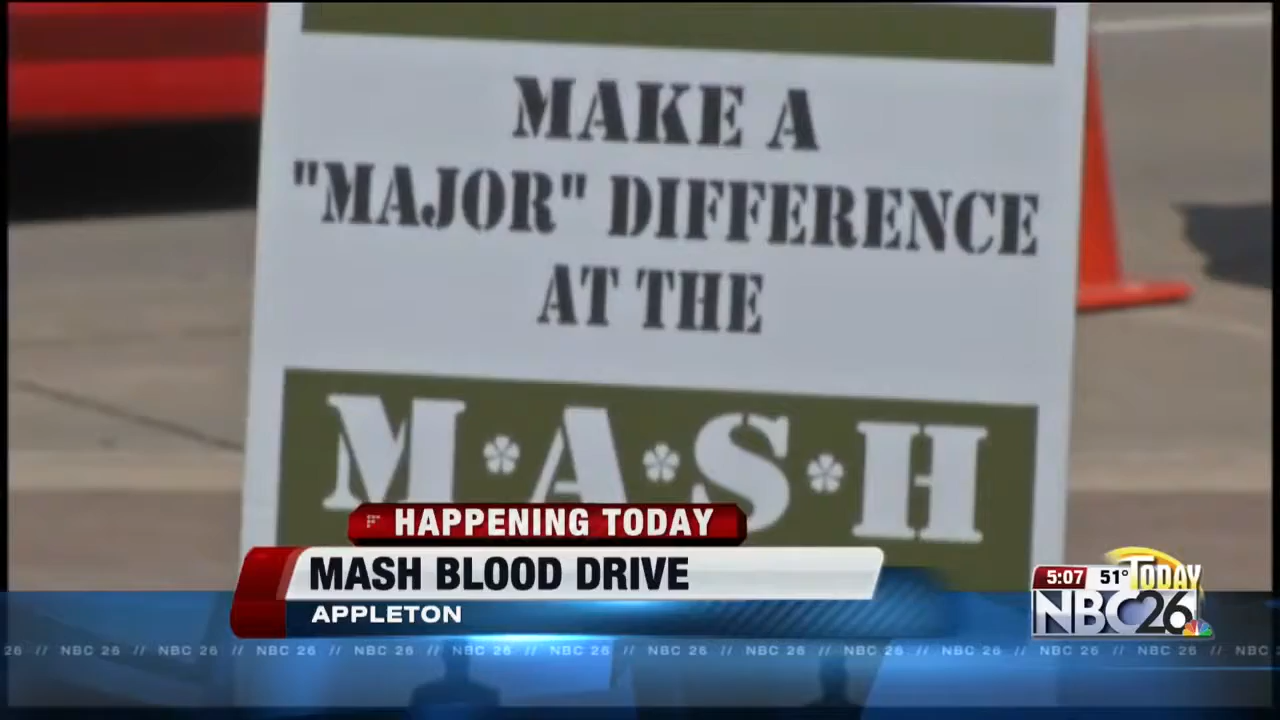 MAKE A
"MAJOR" DIFFERENCE
AT THE
M*A*S*H
HAPPENING TODAY
MASH BLOOD DRIVE
APPLETON
5:07 51° TODAY
NBC26
26 // NBC 26 // NBC 26 // NBC 26 // NBC 26 // NBC 26 // NBC 26 // NBC 26 // NBC 26 // NBC 26 // NBC 26 // NBC 26 // NBC 26 // NBC